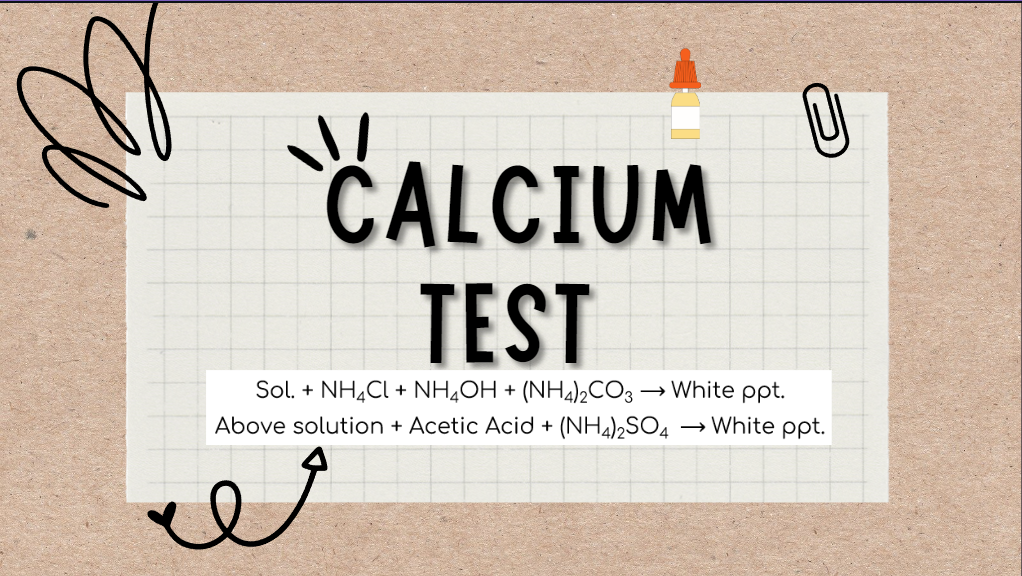 CALCIUM
TEST
Sol. + NH₄Cl + NH₄OH + (NH₄)₂CO₃ ⟶ White ppt.
Above solution + Acetic Acid + (NH₄)₂SO₄ ⟶ White ppt.